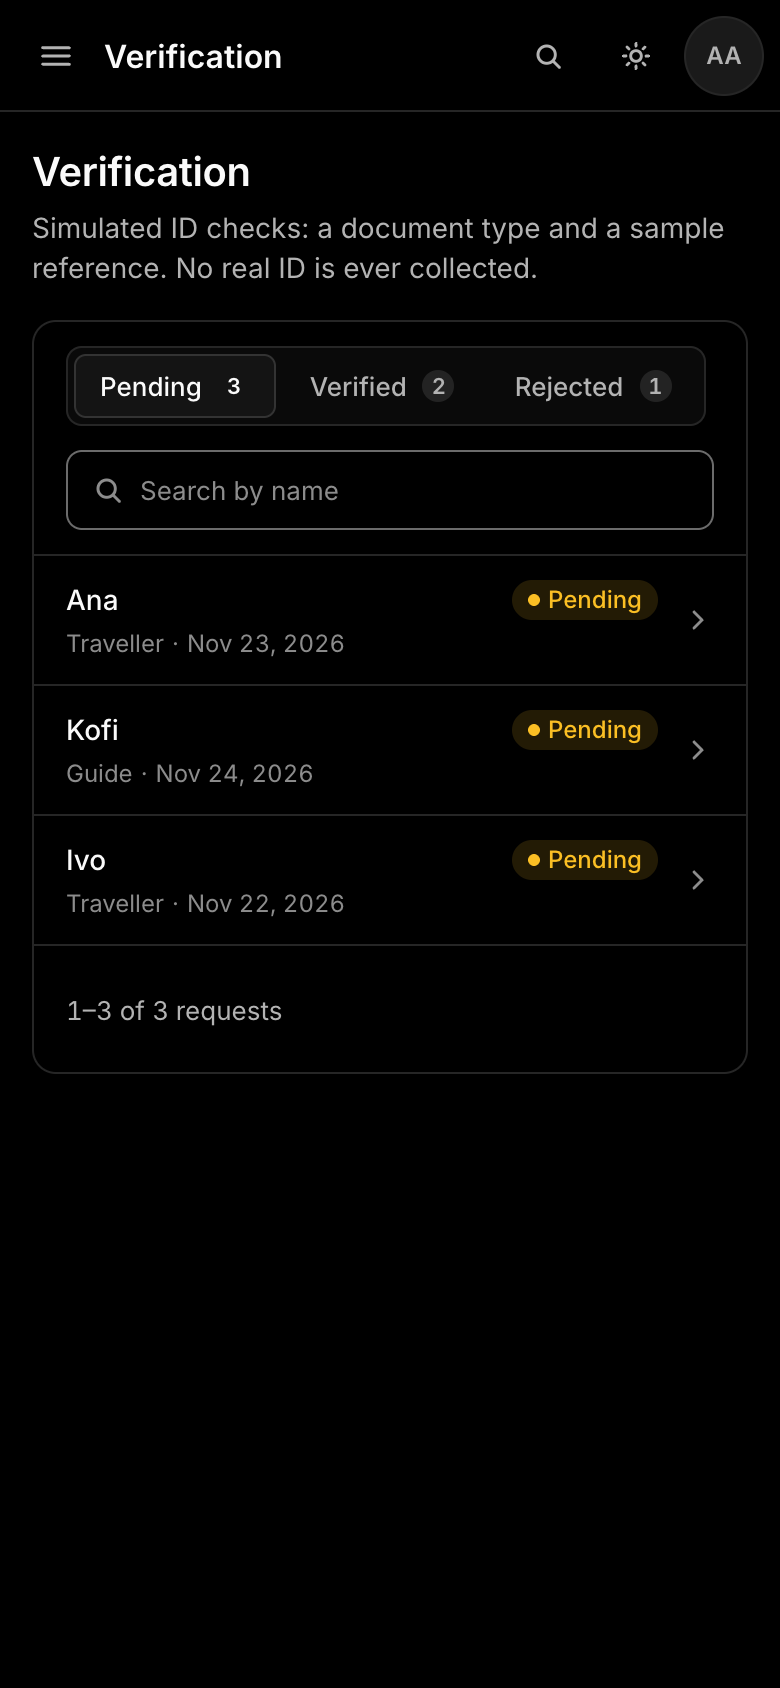 Verification
AA
Verification
Simulated ID checks: a document type and a sample
reference. No real ID is ever collected.
Pending 3 Verified 2 Rejected 1
Search by name
Ana Pending
Traveller · Nov 23, 2026
Kofi Pending
Guide · Nov 24, 2026
Ivo Pending
Traveller · Nov 22, 2026
1–3 of 3 requests